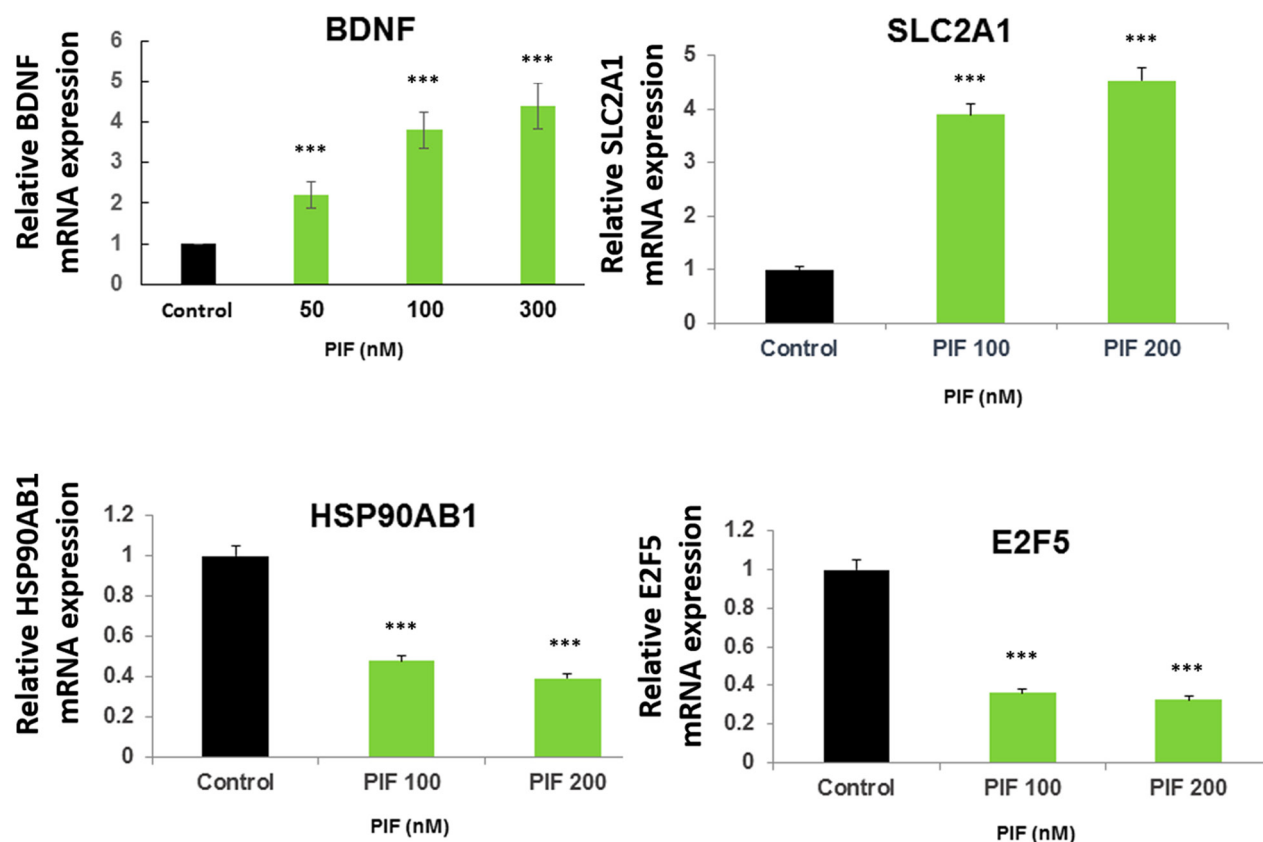 BDNF
Relative BDNF
mRNA expression
6
5
4
3
2
1
0
***
***
***
Control
50
100
300
PIF (nM)
SLC2A1
Relative SLC2A1
mRNA expression
5
4
3
2
1
0
***
***
Control
PIF 100
PIF 200
PIF (nM)
HSP90AB1
Relative HSP90AB1
mRNA expression
1.2
1
0.8
0.6
0.4
0.2
0
***
***
Control
PIF 100
PIF 200
PIF (nM)
E2F5
Relative E2F5
mRNA expression
1.2
1
0.8
0.6
0.4
0.2
0
***
***
Control
PIF 100
PIF 200
PIF (nM)